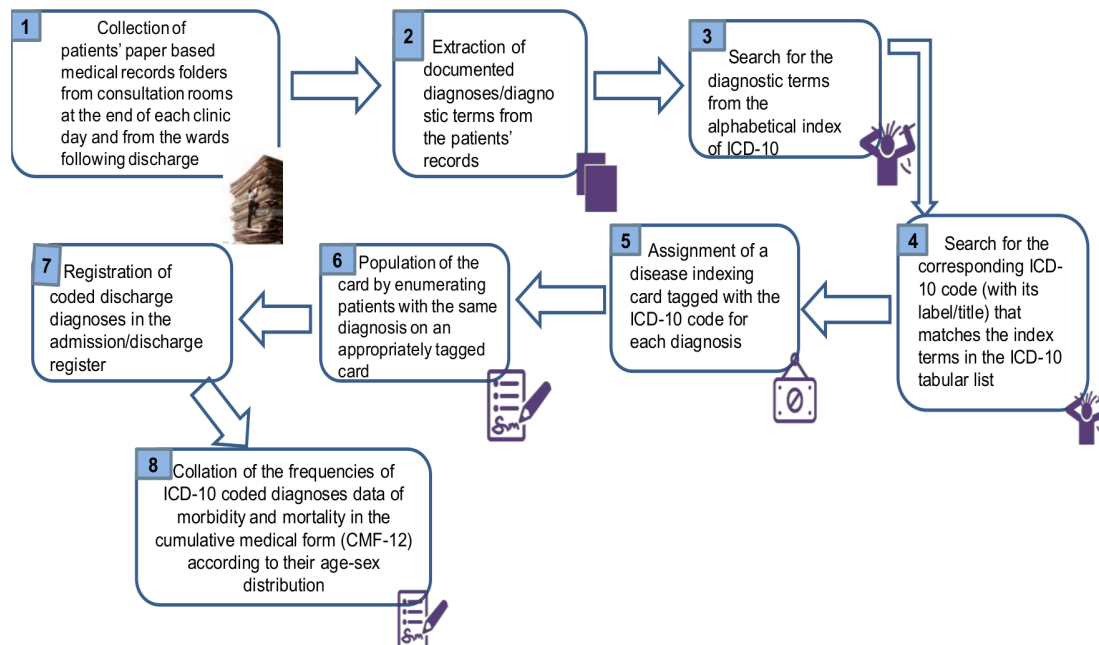 1
Collection of
patients' paper based
medical records folders
from consultation rooms
at the end of each clinic
day and from the wards
following discharge
2
Extraction of
documented
diagnoses/diagno
stic terms from
the patients'
records
3
Search for the
diagnostic terms
from the
alphabetical index
of ICD-10
4
Search for the
corresponding ICD-
10 code (with its
label/title) that
matches the index
terms in the ICD-10
tabular list
5
Assignment of a
disease indexing
card tagged with the
ICD-10 code for
each diagnosis
6
Population of the
card by enumerating
patients with the same
diagnosis on an
appropriately tagged
card
7
Registration of
coded discharge
diagnoses in the
admission/discharge
register
8
Collation of the frequencies of
ICD-10 coded diagnoses data of
morbidity and mortality in the
cumulative medical form (CMF-12)
according to their age-sex
distribution